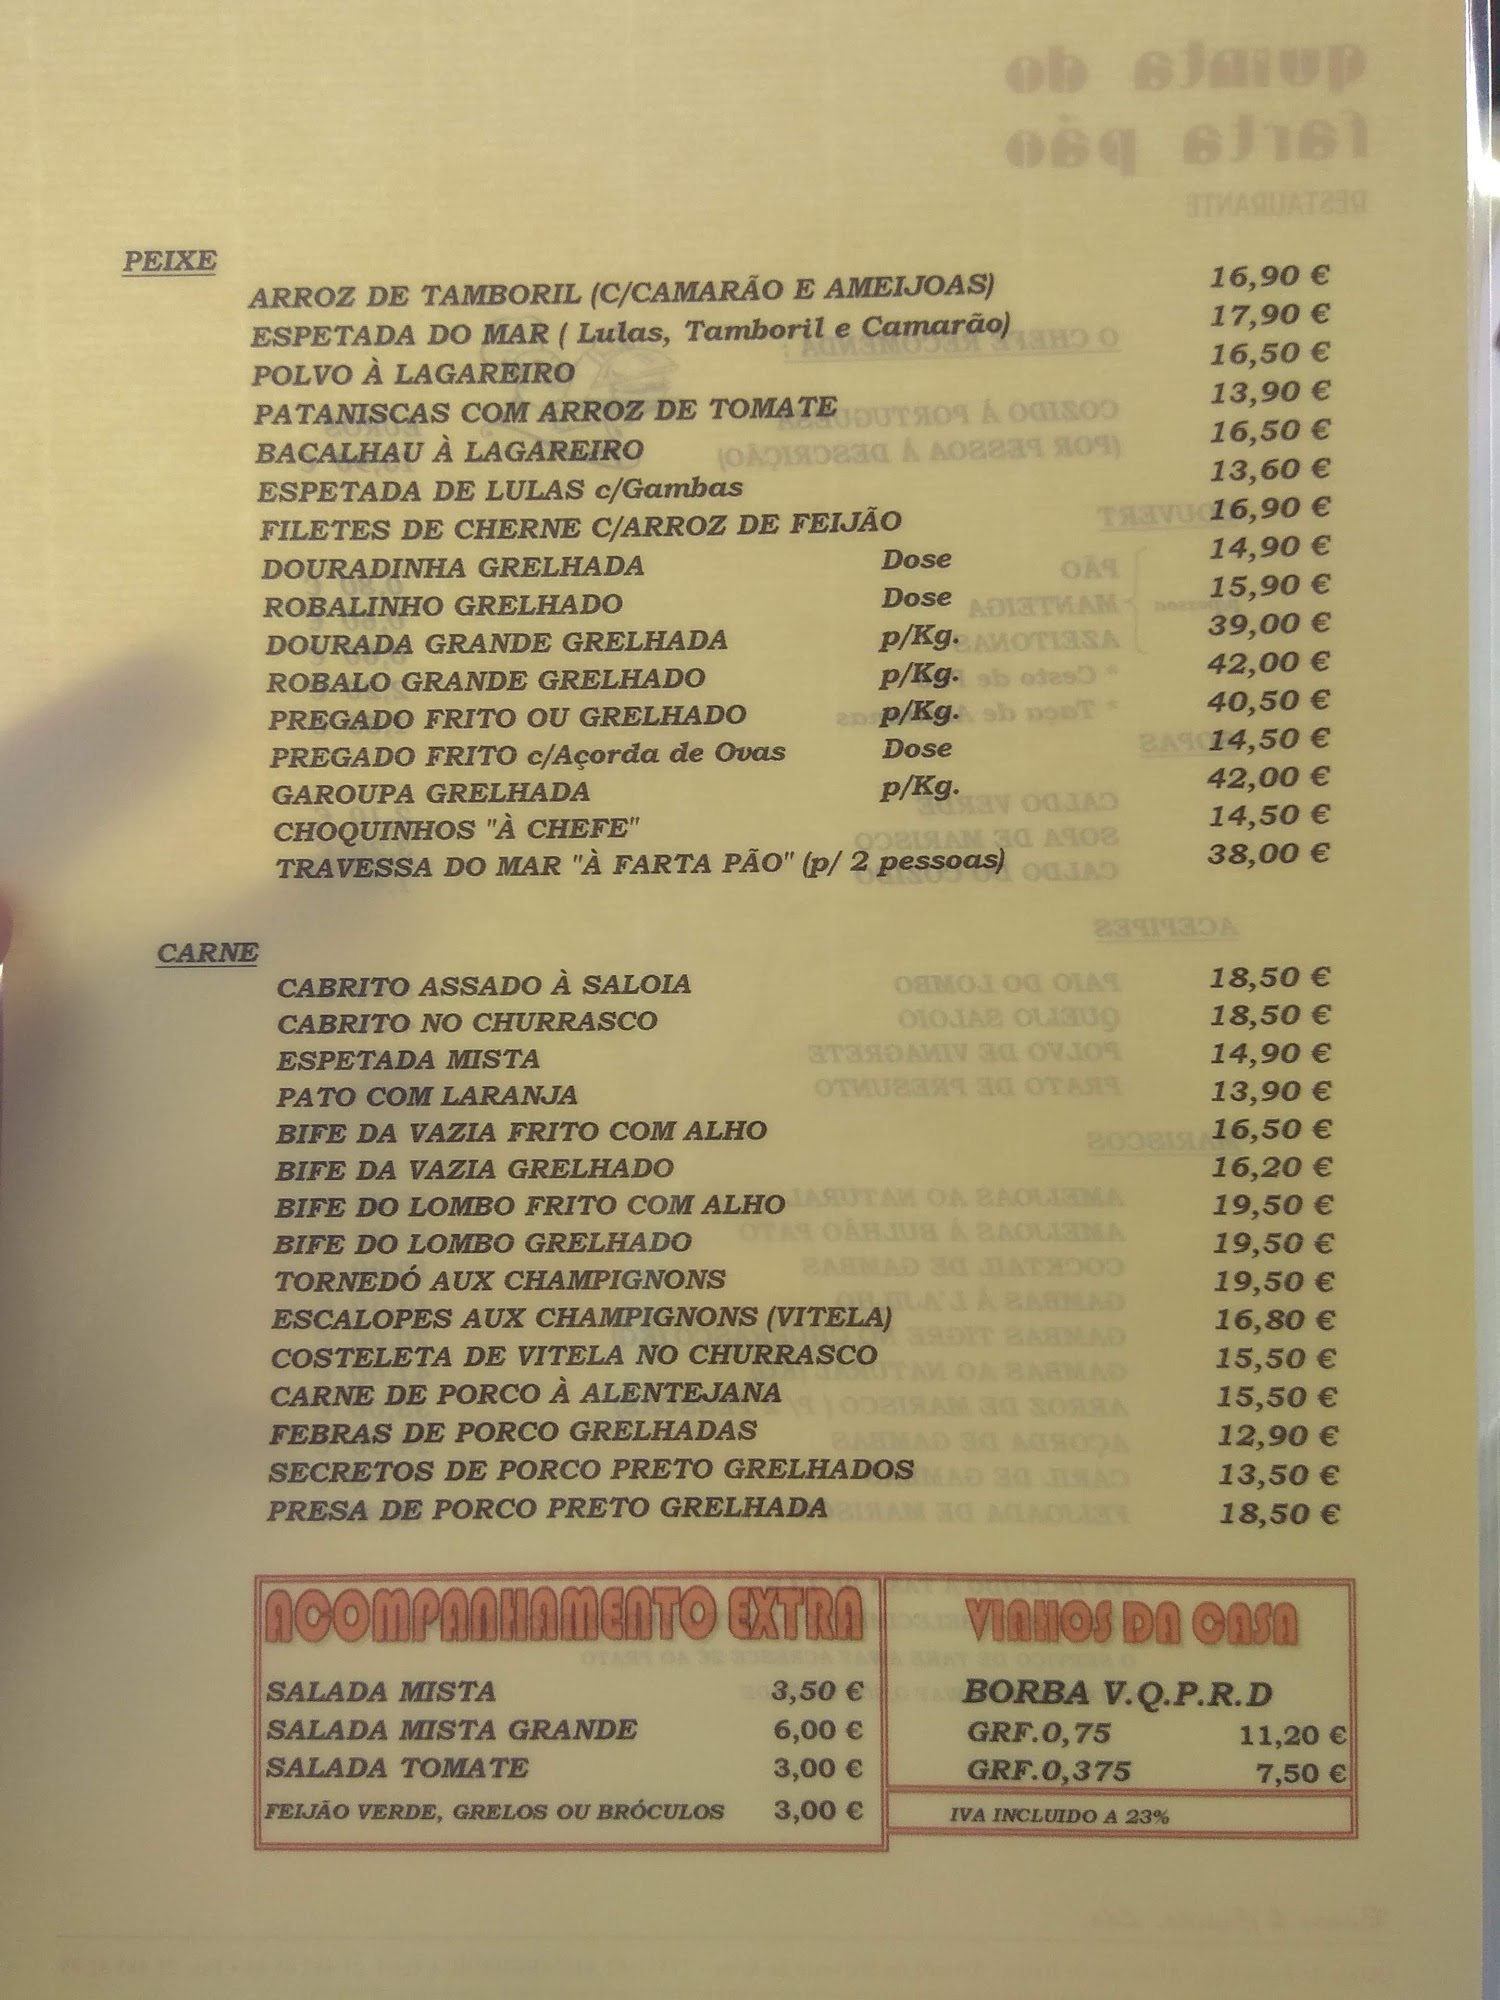 PEIXE
ARROZ DE TAMBORIL (C/CAMARÃO E AMEIJOAS) 16,90 €
ESPETADA DO MAR ( Lulas, Tamboril e Camarão) 17,90 €
POLVO À LAGAREIRO 16,50 €
PATANISCAS COM ARROZ DE TOMATE 13,90 €
BACALHAU À LAGAREIRO 16,50 €
ESPETADA DE LULAS c/Gambas 13,60 €
FILETES DE CHERNE C/ARROZ DE FEIJÃO 16,90 €
DOURADINHA GRELHADA Dose 14,90 €
ROBALINHO GRELHADO Dose 15,90 €
DOURADA GRANDE GRELHADA p/Kg. 39,00 €
ROBALO GRANDE GRELHADO p/Kg. 42,00 €
PREGADO FRITO OU GRELHADO p/Kg. 40,50 €
PREGADO FRITO c/Açorda de Ovas Dose 14,50 €
GAROUPA GRELHADA p/Kg. 42,00 €
CHOQUINHOS "À CHEFE" 14,50 €
TRAVESSA DO MAR "À FARTA PÃO" (p/ 2 pessoas) 38,00 €
CARNE
CABRITO ASSADO À SALOIA 18,50 €
CABRITO NO CHURRASCO 18,50 €
ESPETADA MISTA 14,90 €
PATO COM LARANJA 13,90 €
BIFE DA VAZIA FRITO COM ALHO 16,50 €
BIFE DA VAZIA GRELHADO 16,20 €
BIFE DO LOMBO FRITO COM ALHO 19,50 €
BIFE DO LOMBO GRELHADO 19,50 €
TORNEDÓ AUX CHAMPIGNONS 19,50 €
ESCALOPES AUX CHAMPIGNONS (VITELA) 16,80 €
COSTELETA DE VITELA NO CHURRASCO 15,50 €
CARNE DE PORCO À ALENTEJANA 15,50 €
FEBRAS DE PORCO GRELHADAS 12,90 €
SECRETOS DE PORCO PRETO GRELHADOS 13,50 €
PRESA DE PORCO PRETO GRELHADA 18,50 €
ACOMPANHAMENTO EXTRA
SALADA MISTA 3,50 €
SALADA MISTA GRANDE 6,00 €
SALADA TOMATE 3,00 €
FEIJÃO VERDE, GRELOS OU BRÓCULOS 3,00 €
VINHOS DA CASA
BORBA V.Q.P.R.D
GRF.0,75 11,20 €
GRF.0,375 7,50 €
IVA INCLUIDO A 23%